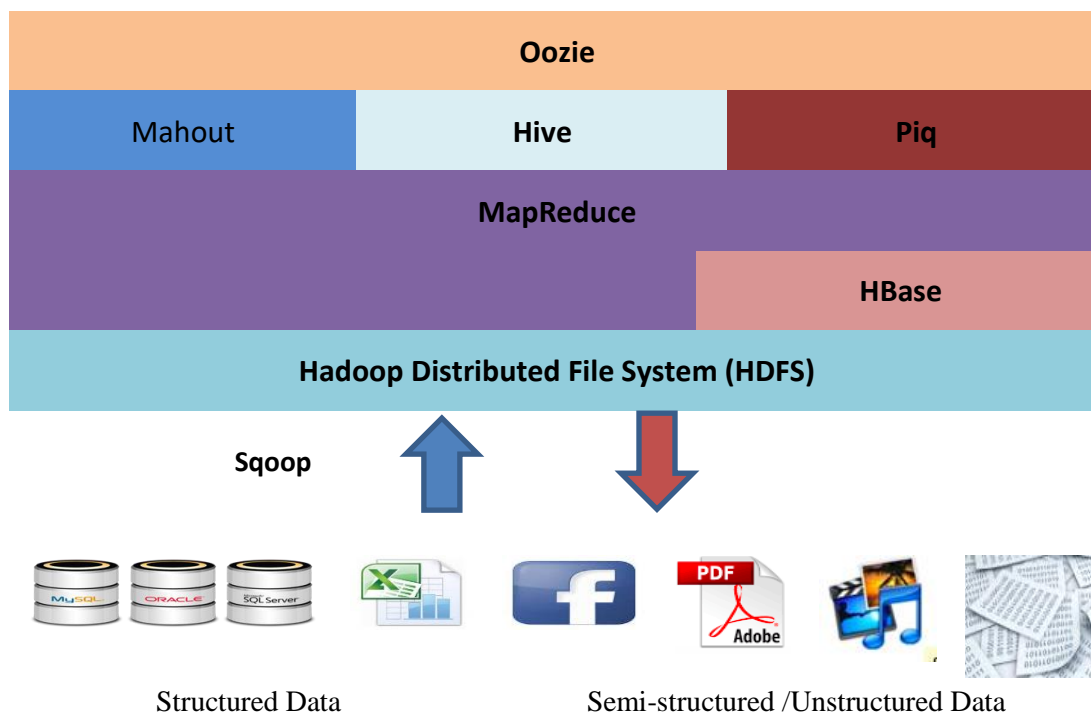 Oozie
Mahout Hive Piq
MapReduce
HBase
Hadoop Distributed File System (HDFS)
Sqoop
MySQL ORACLE SQL Server
X
f
PDF
Adobe
Structured Data Semi-structured /Unstructured Data